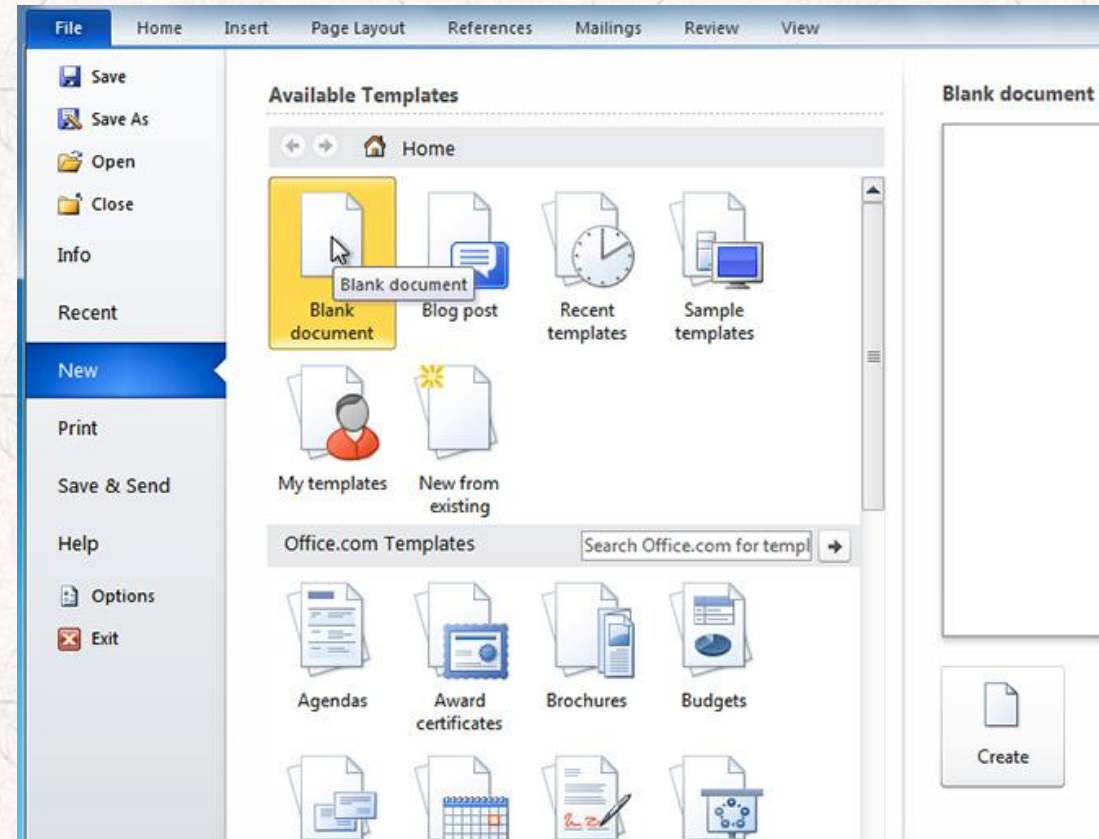 File Home Insert Page Layout References Mailings Review View
Save
Save As
Open
Close
Info
Recent
New
Print
Save & Send
Help
Options
Exit
Available Templates
Home
Blank document
Blank
document
Blog post
Recent
templates
Sample
templates
My templates
New from
existing
Office.com Templates
Search Office.com for templ
Agendas
Award
certificates
Brochures
Budgets
Blank document
Create